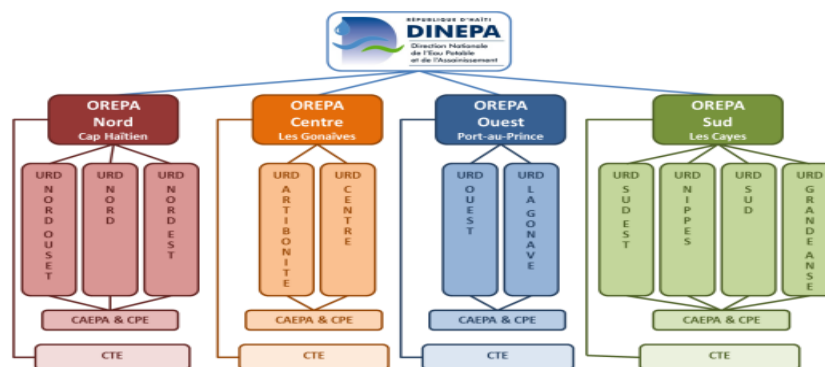 RÉPUBLIQUE D'HAÏTI
DINEPA
Direction Nationale
de l'Eau Potable
et de l'Assainissement
OREPA
Nord
Cap Haïtien
OREPA
Centre
Les Gonaïves
OREPA
Ouest
Port-au-Prince
OREPA
Sud
Les Cayes
URD
NORD OUSET
URD
NORD
URD
NORD EST
URD
ARTIBONITE
URD
CENTRE
URD
OUEST
URD
LA GONAVE
URD
SUD EST
URD
NIPPES
URD
SUD
URD
GRANDE ANSE
CAEPA & CPE
CAEPA & CPE
CAEPA & CPE
CAEPA & CPE
CTE
CTE
CTE
CTE